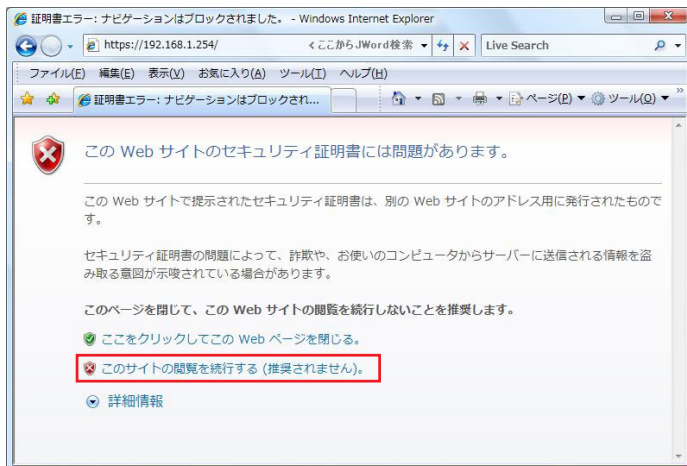 証明書エラー: ナビゲーションはブロックされました。 - Windows Internet Explorer
https://192.168.1.254/ <ここからJWord検索 Live Search
ファイル(F) 編集(E) 表示(V) お気に入り(A) ツール(T) ヘルプ(H)
証明書エラー: ナビゲーションはブロックされ... ページ(P) ツール(O) »
この Web サイトのセキュリティ証明書には問題があります。
この Web サイトで提示されたセキュリティ証明書は、別の Web サイトのアドレス用に発行されたもので
す。
セキュリティ証明書の問題によって、詐欺や、お使いのコンピュータからサーバーに送信される情報を盗
み取る意図が示唆されている場合があります。
このページを閉じて、この Web サイトの閲覧を続行しないことを推奨します。
ここをクリックしてこの Web ページを閉じる。
このサイトの閲覧を続行する (推奨されません)。
詳細情報